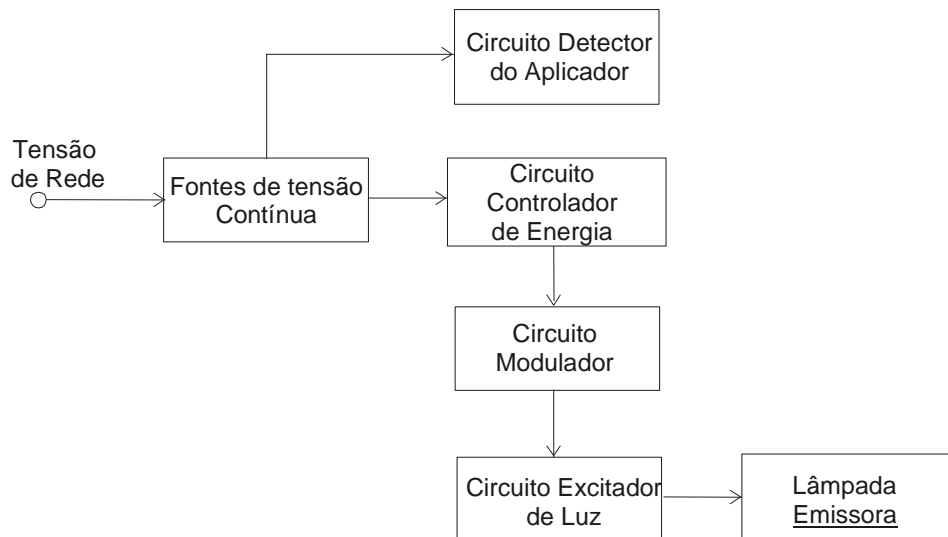 Circuito Detector
do Aplicador
Tensão
de Rede
Fontes de tensão
Contínua
Circuito
Controlador
de Energia
Circuito
Modulador
Circuito Excitador
de Luz
Lâmpada
Emissora